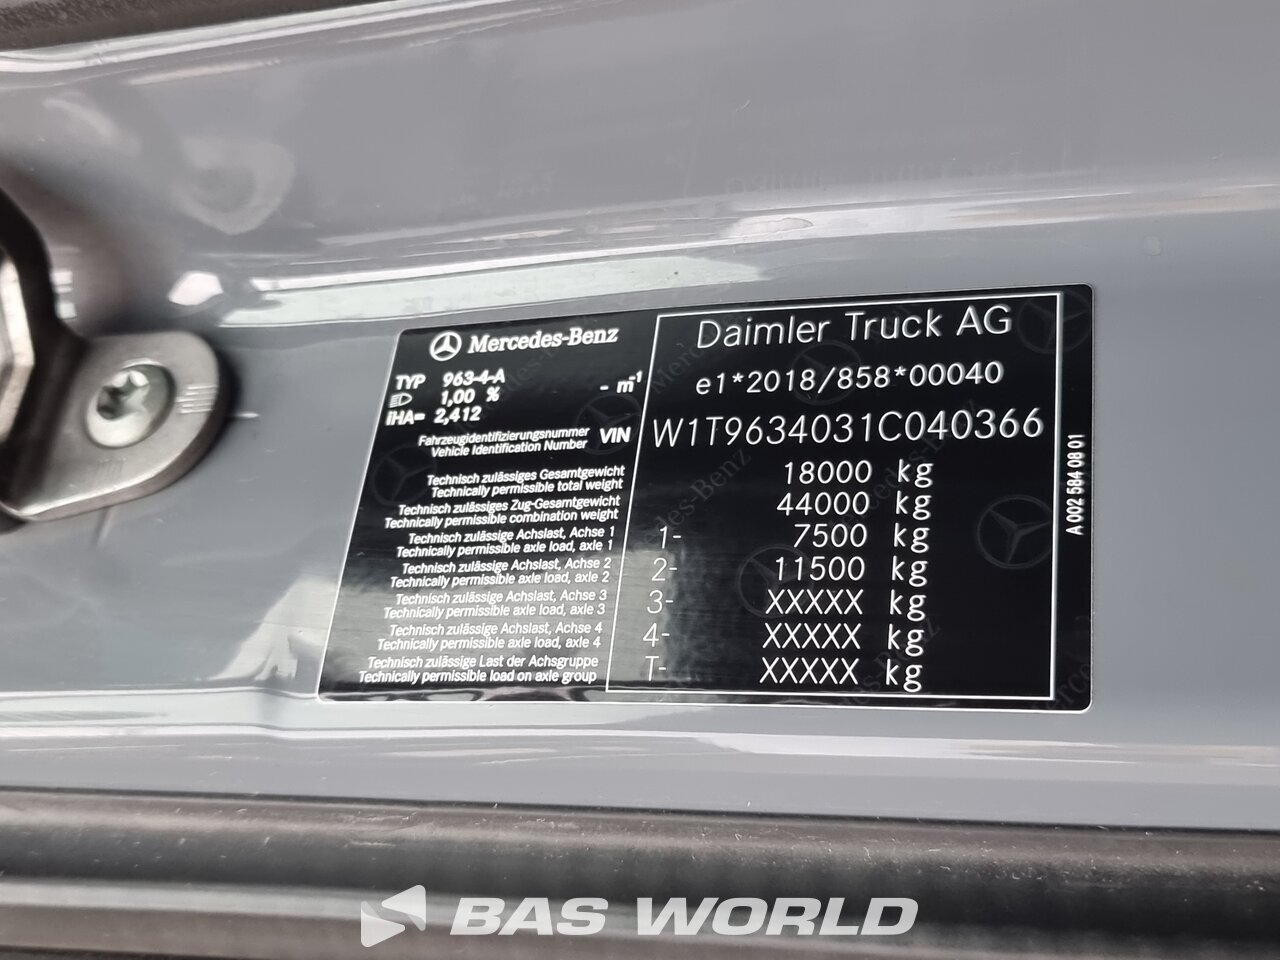 Mercedes-Benz
TYP 963-4-A
1,00 % - m⁻¹
iHA= 2,412
Daimler Truck AG
e1*2018/858*00040
Fahrzeugidentifizierungsnummer
Vehicle Identification Number
VIN W1T9634031C040366
Technisch zulässiges Gesamtgewicht
Technically permissible total weight
18000 kg
Technisch zulässiges Zug-Gesamtgewicht
Technically permissible combination weight
44000 kg
Technisch zulässige Achslast, Achse 1
Technically permissible axle load, axle 1
1- 7500 kg
Technisch zulässige Achslast, Achse 2
Technically permissible axle load, axle 2
2- 11500 kg
Technisch zulässige Achslast, Achse 3
Technically permissible axle load, axle 3
3- XXXXX kg
Technisch zulässige Achslast, Achse 4
Technically permissible axle load, axle 4
4- XXXXX kg
Technisch zulässige Last der Achsgruppe
Technically permissible load on axle group
T- XXXXX kg
A 002 584 08 01
BAS WORLD